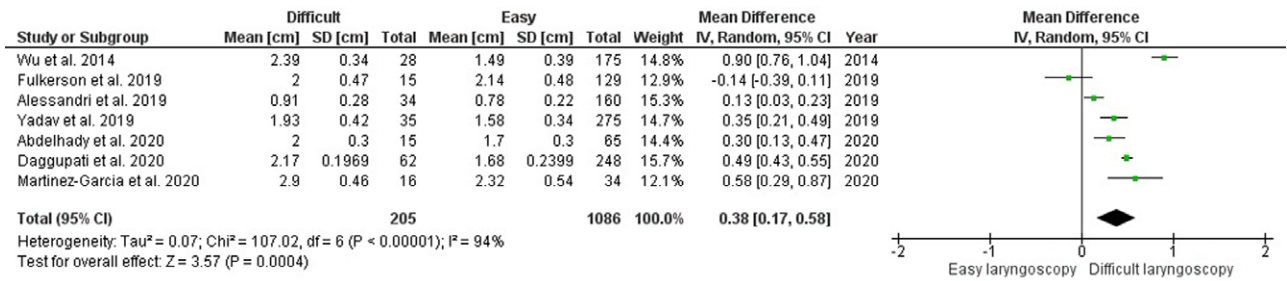 Difficult Easy Mean Difference Mean Difference
Study or Subgroup Mean [cm] SD [cm] Total Mean [cm] SD [cm] Total Weight IV, Random, 95% CI Year IV, Random, 95% CI
Wu et al. 2014 2.39 0.34 28 1.49 0.39 175 14.8% 0.90 [0.76, 1.04] 2014
Fulkerson et al. 2019 2 0.47 15 2.14 0.48 129 12.9% -0.14 [-0.39, 0.11] 2019
Alessandri et al. 2019 0.91 0.28 34 0.78 0.22 160 15.3% 0.13 [0.03, 0.23] 2019
Yadav et al. 2019 1.93 0.42 35 1.58 0.34 275 14.7% 0.35 [0.21, 0.49] 2019
Abdelhady et al. 2020 2 0.3 15 1.7 0.3 65 14.4% 0.30 [0.13, 0.47] 2020
Daggupati et al. 2020 2.17 0.1969 62 1.68 0.2399 248 15.7% 0.49 [0.43, 0.55] 2020
Martinez-Garcia et al. 2020 2.9 0.46 16 2.32 0.54 34 12.1% 0.58 [0.29, 0.87] 2020
Total (95% CI) 205 1086 100.0% 0.38 [0.17, 0.58]
Heterogeneity: Tau² = 0.07; Chi² = 107.02, df = 6 (P < 0.00001); I² = 94%
Test for overall effect: Z = 3.57 (P = 0.0004)
-2 -1 0 1 2
Easy laryngoscopy Difficult laryngoscopy